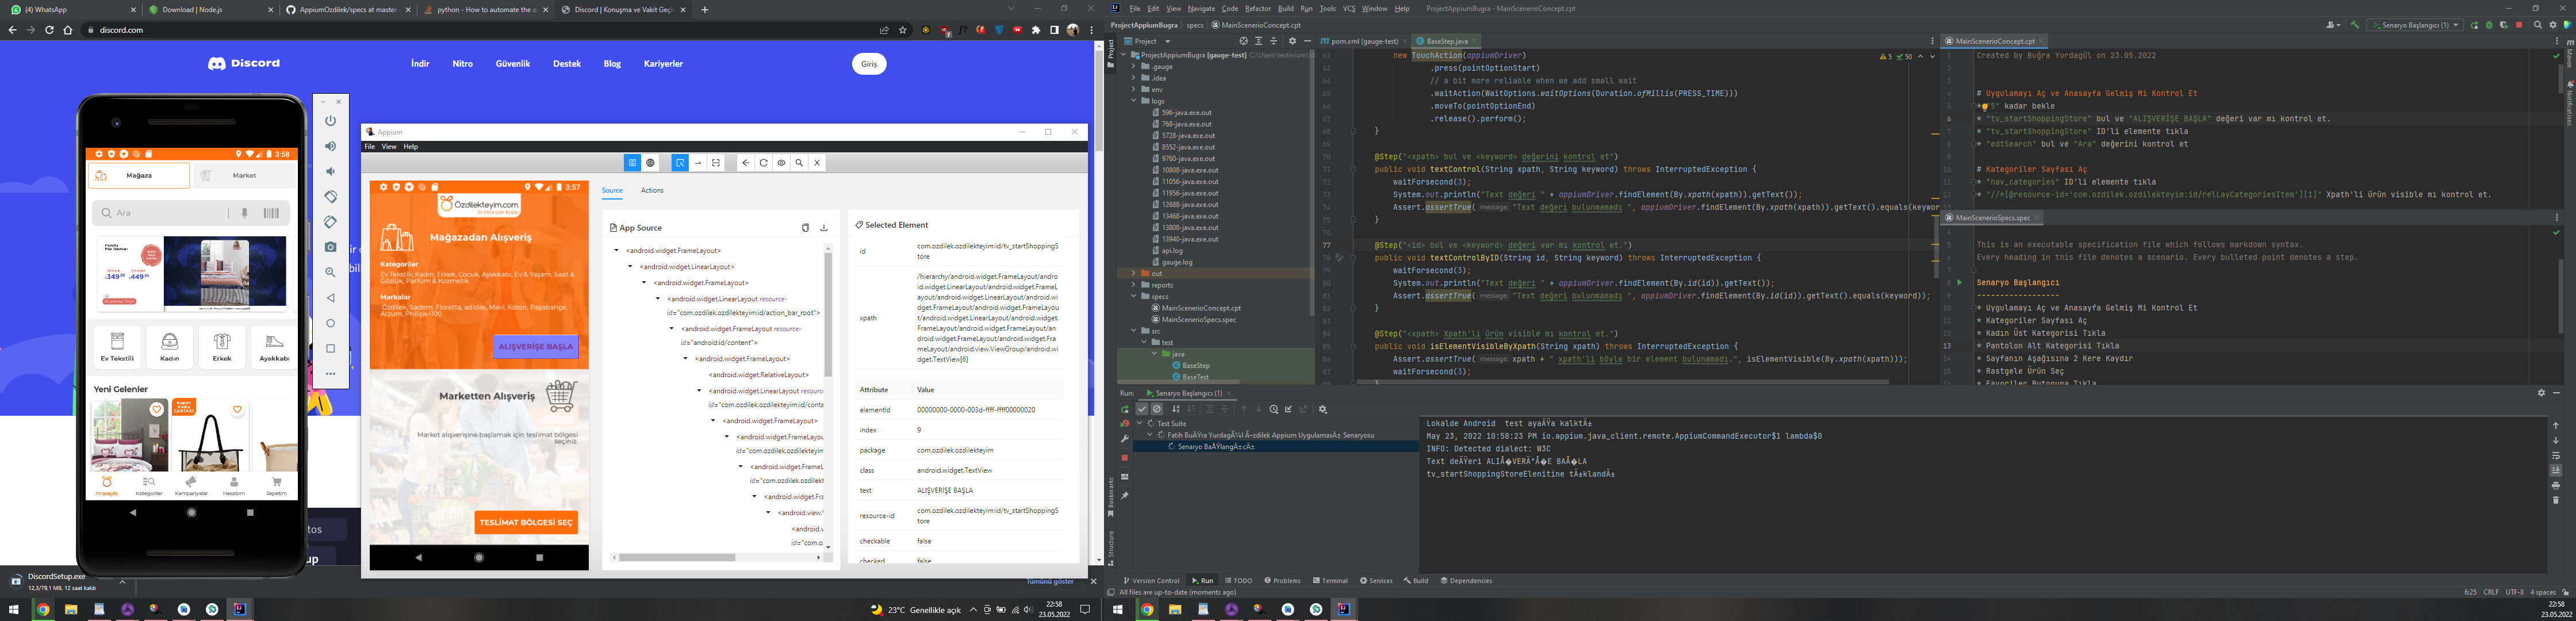 (4) WhatsApp
Download | Node.js
AppiumOzdilek/specs at master
python - How to automate the a
Discord | Konuşma ve Vakit Geçi
discord.com
Discord
İndir
Nitro
Güvenlik
Destek
Blog
Kariyerler
Giriş
3:58
Mağaza
Market
Ara
Ev Tekstili
Kadın
Erkek
Ayakkabı
Yeni Gelenler
Anasayfa
Kategoriler
Kampanyalar
Hesabım
Sepetim
Appium
File View Help
3:57
Özdilekteyim.com
Mağazadan Alışveriş
Kategoriler
Ev Tekstili, Kadın, Erkek, Çocuk, Ayakkabı, Ev & Yaşam, Saat &
Gözlük, Parfüm & Kozmetik
Markalar
Özdilek, Sadem, Floretta, adidas, Mavi, Koton, Paşabahçe,
Arzum, Philips+100
ALIŞVERİŞE BAŞLA
Marketten Alışveriş
Market alışverişine başlamak için teslimat bölgesi
seçiniz.
TESLİMAT BÖLGESİ SEÇ
Source
Actions
App Source
<android.widget.FrameLayout>
<android.widget.LinearLayout>
<android.widget.FrameLayout>
<android.widget.LinearLayout resource-
id="com.ozdilek.ozdilekteyim:id/action_bar_root">
<android.widget.FrameLayout resource-
id="android:id/content">
<android.widget.FrameLayout>
<android.widget.RelativeLayout>
<android.widget.LinearLayout resourc
id="com.ozdilek.ozdilekteyim:id/conta
<android.widget.FrameLayout>
<android.widget.FrameLayout
id="com.ozdilek.ozdilekteyim
<android.widget.FrameL
id="com.ozdilek.ozdilekt
<android.widget.Fra
id="com.ozdilek.ozd
<android.view.
<android.v
id="com.o
Selected Element
id
com.ozdilek.ozdilekteyim:id/tv_startShoppingS
tore
xpath
/hierarchy/android.widget.FrameLayout/andro
id.widget.LinearLayout/android.widget.FrameL
ayout/android.widget.LinearLayout/android.wi
dget.FrameLayout/android.widget.FrameLayou
t/android.widget.LinearLayout/android.widget.
FrameLayout/android.widget.FrameLayout/an
droid.widget.FrameLayout/android.widget.Fra
meLayout/android.view.ViewGroup/android.wi
dget.TextView[6]
Attribute
Value
elementId
00000000-0000-003d-ffff-ffff00000020
index
9
package
com.ozdilek.ozdilekteyim
class
android.widget.TextView
text
ALIŞVERİŞE BAŞLA
resource-id
com.ozdilek.ozdilekteyim:id/tv_startShoppingS
tore
checkable
false
checked
false
DiscordSetup.exe
12,3/79,1 MB, 12 saat kaldı
Tümünü göster
23°C Genellikle açık
22:58
23.05.2022
File Edit View Navigate Code Refactor Build Run Tools VCS Window Help
ProjectAppiumBugra - MainScenerioConcept.cpt
ProjectAppiumBugra
specs
MainScenerioConcept.cpt
Senaryo Başlangıcı (1)
Project
ProjectAppiumBugra [gauge-test]
.gauge
.idea
env
logs
596-java.exe.out
768-java.exe.out
5728-java.exe.out
8552-java.exe.out
9760-java.exe.out
10808-java.exe.out
11056-java.exe.out
11956-java.exe.out
12688-java.exe.out
13468-java.exe.out
13808-java.exe.out
13940-java.exe.out
api.log
gauge.log
out
reports
specs
MainScenerioConcept.cpt
MainScenerioSpecs.spec
src
test
java
BaseStep
BaseTest
pom.xml (gauge-test)
BaseStep.java
new TouchAction(appiumDriver)
.press(pointOptionStart)
// a bit more reliable when we add small wait
.waitAction(WaitOptions.waitOptions(Duration.ofMillis(PRESS_TIME)))
.moveTo(pointOptionEnd)
.release().perform();
}
@Step("<xpath> bul ve <keyword> değerini kontrol et")
public void textControl(String xpath, String keyword) throws InterruptedException {
waitForsecond(3);
System.out.println("Text değeri " + appiumDriver.findElement(By.xpath(xpath)).getText());
Assert.assertTrue( message: "Text değeri bulunmamadı ", appiumDriver.findElement(By.xpath(xpath)).getText().equals(keywor
}
@Step("<id> bul ve <keyword> değeri var mı kontrol et.")
public void textControlByID(String id, String keyword) throws InterruptedException {
waitForsecond(3);
System.out.println("Text değeri " + appiumDriver.findElement(By.id(id)).getText());
Assert.assertTrue( message: "Text değeri bulunmamadı ", appiumDriver.findElement(By.id(id)).getText().equals(keyword));
}
@Step("<xpath> Xpath'li ürün visible mı kontrol et.")
public void isElementVisibleByXpath(String xpath) throws InterruptedException {
Assert.assertTrue( message: xpath + " xpath'li böyle bir element bulunamadı.", isElementVisible(By.xpath(xpath)));
waitForsecond(3);
MainScenerioConcept.cpt
Created by Buğra Yurdagül on 23.05.2022
# Uygulamayı Aç ve Anasayfa Gelmiş Mi Kontrol Et
* "5" kadar bekle
* "tv_startShoppingStore" bul ve "ALIŞVERİŞE BAŞLA" değeri var mı kontrol et.
* "tv_startShoppingStore" ID'li elemente tıkla
* "edtSearch" bul ve "Ara" değerini kontrol et
# Kategoriler Sayfası Aç
* "nav_categories" ID'li elemente tıkla
* "//*[@resource-id='com.ozdilek.ozdilekteyim:id/relLayCategoriesItem'][1]" Xpath'li ürün visible mı kontrol et.
MainScenerioSpecs.spec
This is an executable specification file which follows markdown syntax.
Every heading in this file denotes a scenario. Every bulleted point denotes a step.
Senaryo Başlangıcı
------------------
* Uygulamayı Aç ve Anasayfa Gelmiş Mi Kontrol Et
* Kategoriler Sayfası Aç
* Kadın Üst Kategorisi Tıkla
* Pantolon Alt Kategorisi Tıkla
* Sayfanın Aşağısına 2 Kere Kaydır
* Rastgele Ürün Seç
* Favoriler Butonuna Tıkla
Run:
Senaryo Başlangıcı (1)
Test Suite
Fatih BuÄŸra YurdagÃ¼l Ã–zdilek Appium UygulamasÄ± Senaryosu
Senaryo BaÅŸlangÄ±cÄ±
Lokalde Android  test ayaÄŸa kalktÄ±
May 23, 2022 10:58:23 PM io.appium.java_client.remote.AppiumCommandExecutor$1 lambda$0
INFO: Detected dialect: W3C
Text deÄŸeri ALIÅ�VERÄ°Å�E BAÅ�LA
tv_startShoppingStoreElenitine tÄ±klandÄ±
Version Control
Run
TODO
Problems
Terminal
Services
Build
Dependencies
All files are up-to-date (moments ago)
6:25 CRLF UTF-8 4 spaces
22:58
23.05.2022